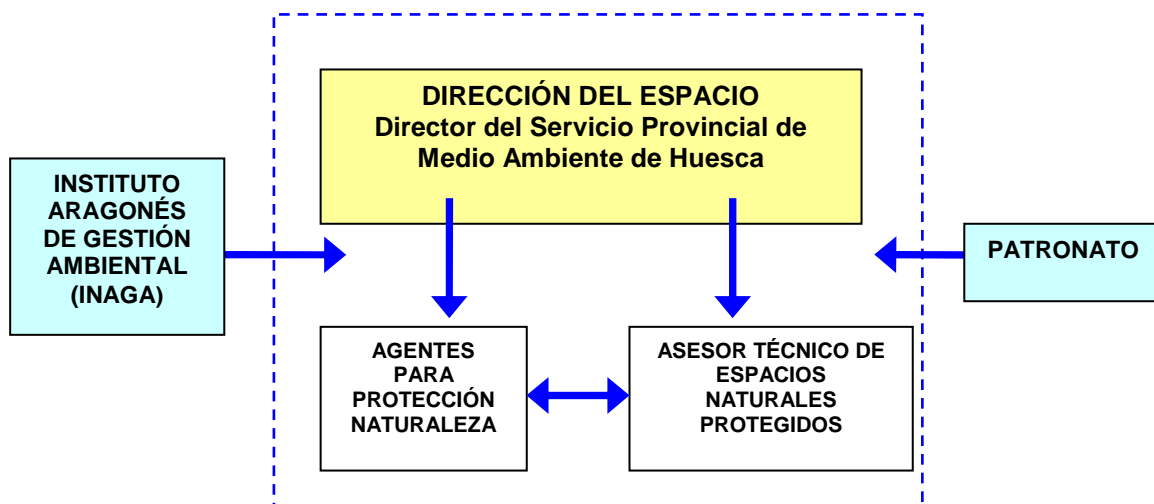 DIRECCIÓN DEL ESPACIO
Director del Servicio Provincial de
Medio Ambiente de Huesca
INSTITUTO
ARAGONÉS
DE GESTIÓN
AMBIENTAL
(INAGA)
PATRONATO
AGENTES
PARA
PROTECCIÓN
NATURALEZA
ASESOR TÉCNICO DE
ESPACIOS
NATURALES
PROTEGIDOS